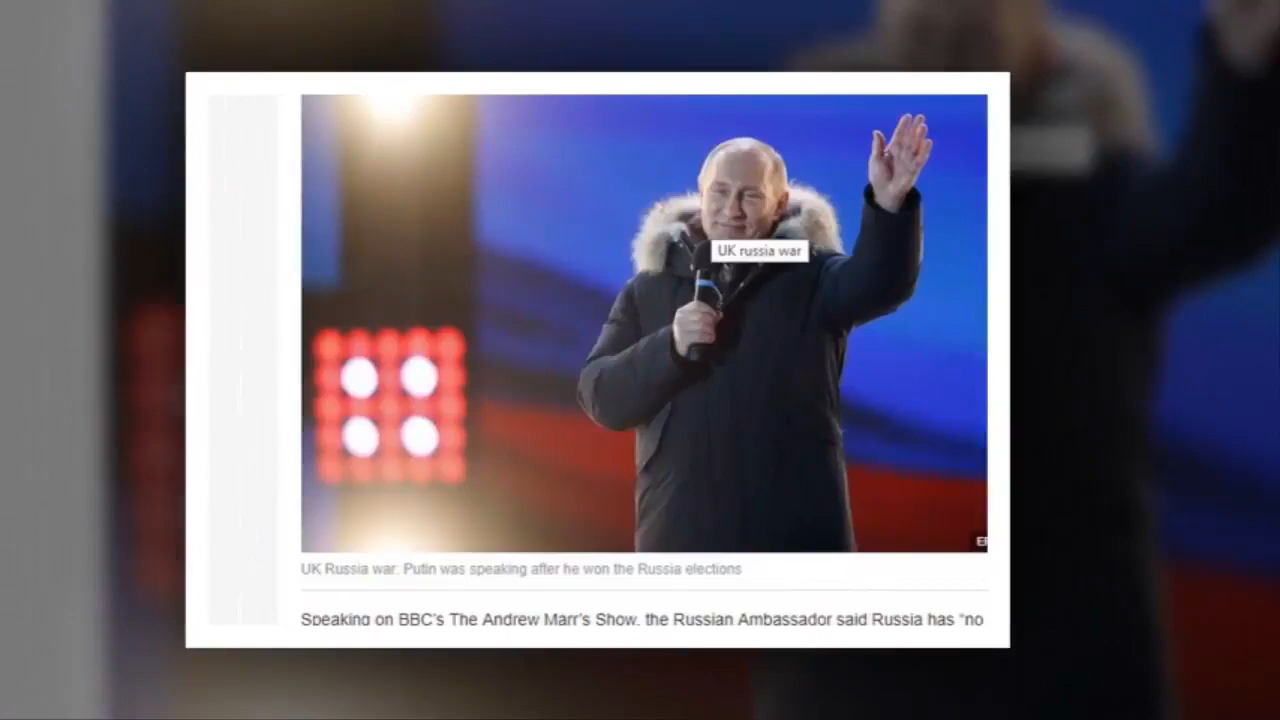 UK russia war
UK Russia war: Putin was speaking after he won the Russia elections
Speaking on BBC's The Andrew Marr's Show, the Russian Ambassador said Russia has "no